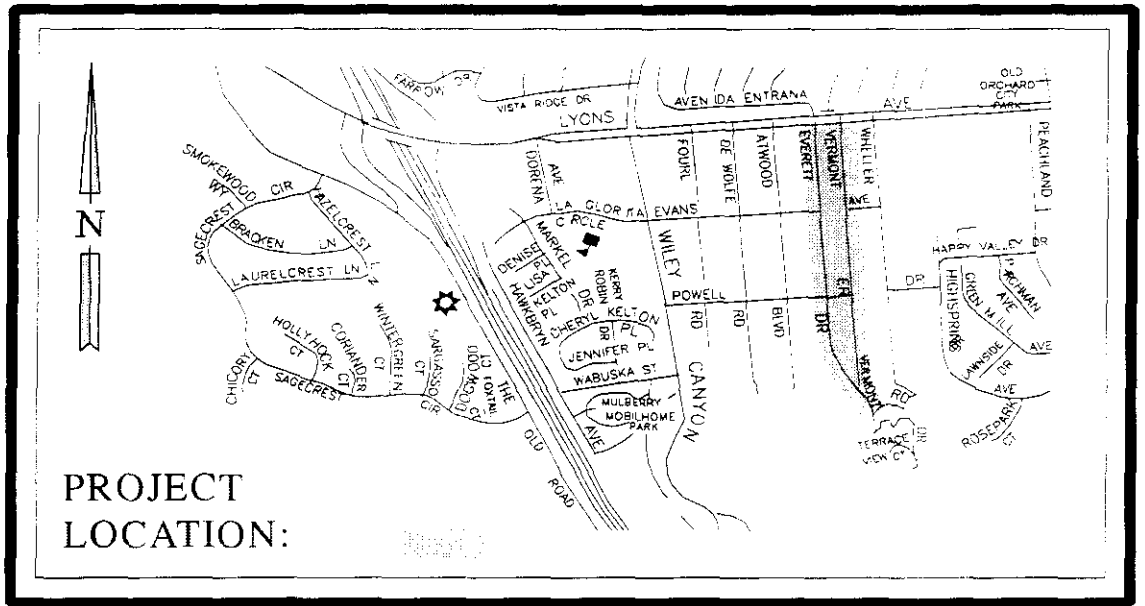 N
FARROW DR
VISTA RIDGE DR
LYONS
AVENIDA ENTRANA
AVE
OLD
ORCHARD
CITY
PARK
PEACHLAND
SMOKEWOOD
WY
CIR
SAGECREST
BRACKEN LN
LAURELCREST LN
HOLLYHOCK
CT
CORIANDER
CT
WINTERGREEN
CT
SARGASSO
CIR
CHICORY
CT
SAGECREST
CT FOXTAIL
CT
THE
OLD
ROAD
DORENA
AVE
LA GLORITA
CIRCLE
EVANS
AVE
MARKEL
DR
DENISE
PL
LISA
KELTON
PL
HAWKBRYN
AVE
KERRY
ROBIN
DR
CHERYL KELTON
PL
JENNIFER PL
WABUSKA ST
MULBERRY
MOBILHOME
PARK
WILEY
CANYON
FOURL
RD
DE WOLFE
RD
ATWOOD
BLVD
EVERETT
DR
VERMONT
WHELLER
POWELL
DR
ER
VERMONT
RD
TERRACE
VIEW CT
DR
HAPPY VALLEY DR
HIGHSPRING
GREEN MILL
AVE
LAWNSIDE
DR
AVE
AVE
ROSEPARK
CT
PROJECT
LOCATION: